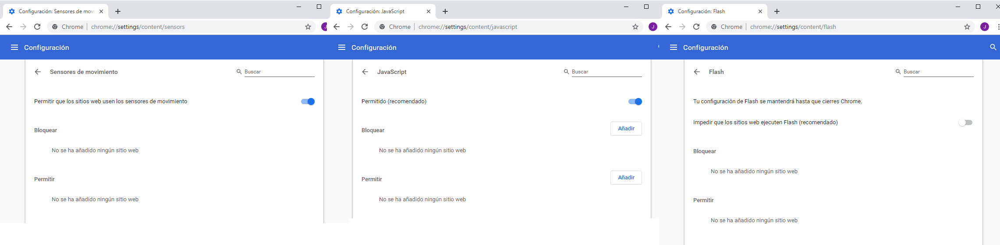 Configuración: Sensores de movi
Chrome chrome://settings/content/sensors
Configuración
Sensores de movimiento
Buscar
Permitir que los sitios web usen los sensores de movimiento
Bloquear
No se ha añadido ningún sitio web
Permitir
No se ha añadido ningún sitio web
Configuración: JavaScript
Chrome chrome://settings/content/javascript
J
Configuración
JavaScript
Buscar
Permitido (recomendado)
Bloquear
Añadir
No se ha añadido ningún sitio web
Permitir
Añadir
No se ha añadido ningún sitio web
Configuración: Flash
Chrome chrome://settings/content/flash
J
Configuración
Flash
Buscar
Tu configuración de Flash se mantendrá hasta que cierres Chrome.
Impedir que los sitios web ejecuten Flash (recomendado)
Bloquear
No se ha añadido ningún sitio web
Permitir
No se ha añadido ningún sitio web